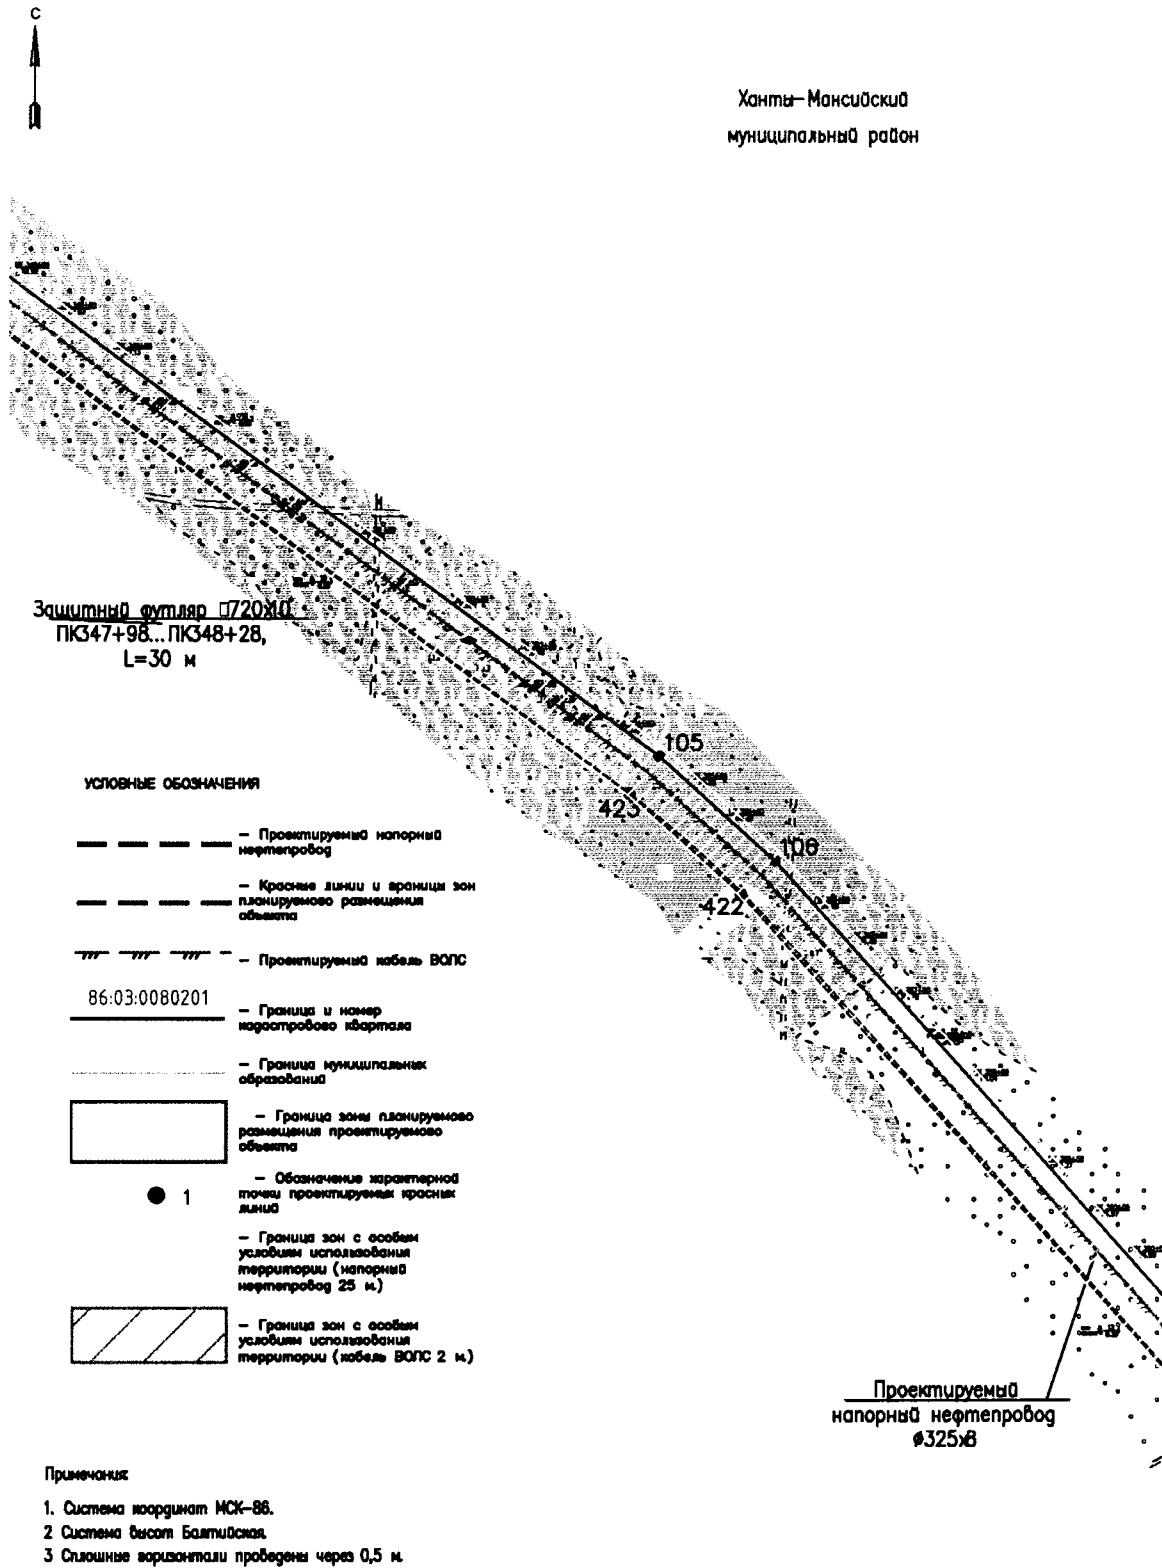 С
Ханты-Мансийский
муниципальный район
Защитный футляр □720х10
ПК347+98...ПК348+28,
L=30 м
105
423
106
422
УСЛОВНЫЕ ОБОЗНАЧЕНИЯ
– Проектируемый напорный
нефтепровод
– Красные линии и границы зон
планируемого размещения
объекта
– Проектируемый кабель ВОЛС
86:03:0080201
– Граница и номер
кадастрового квартала
– Граница муниципальных
образований
– Граница зоны планируемого
размещения проектируемого
объекта
1
– Обозначение характерной
точки проектируемых красных
линий
– Граница зон с особым
условиям использования
территории (напорный
нефтепровод 25 м.)
– Граница зон с особым
условиям использования
территории (кабель ВОЛС 2 м.)
Проектируемый
напорный нефтепровод
ø325х8
Примечания:
1. Система координат МСК-86.
2 Система высот Балтийская.
3 Сплошные горизонтали проведены через 0,5 м.